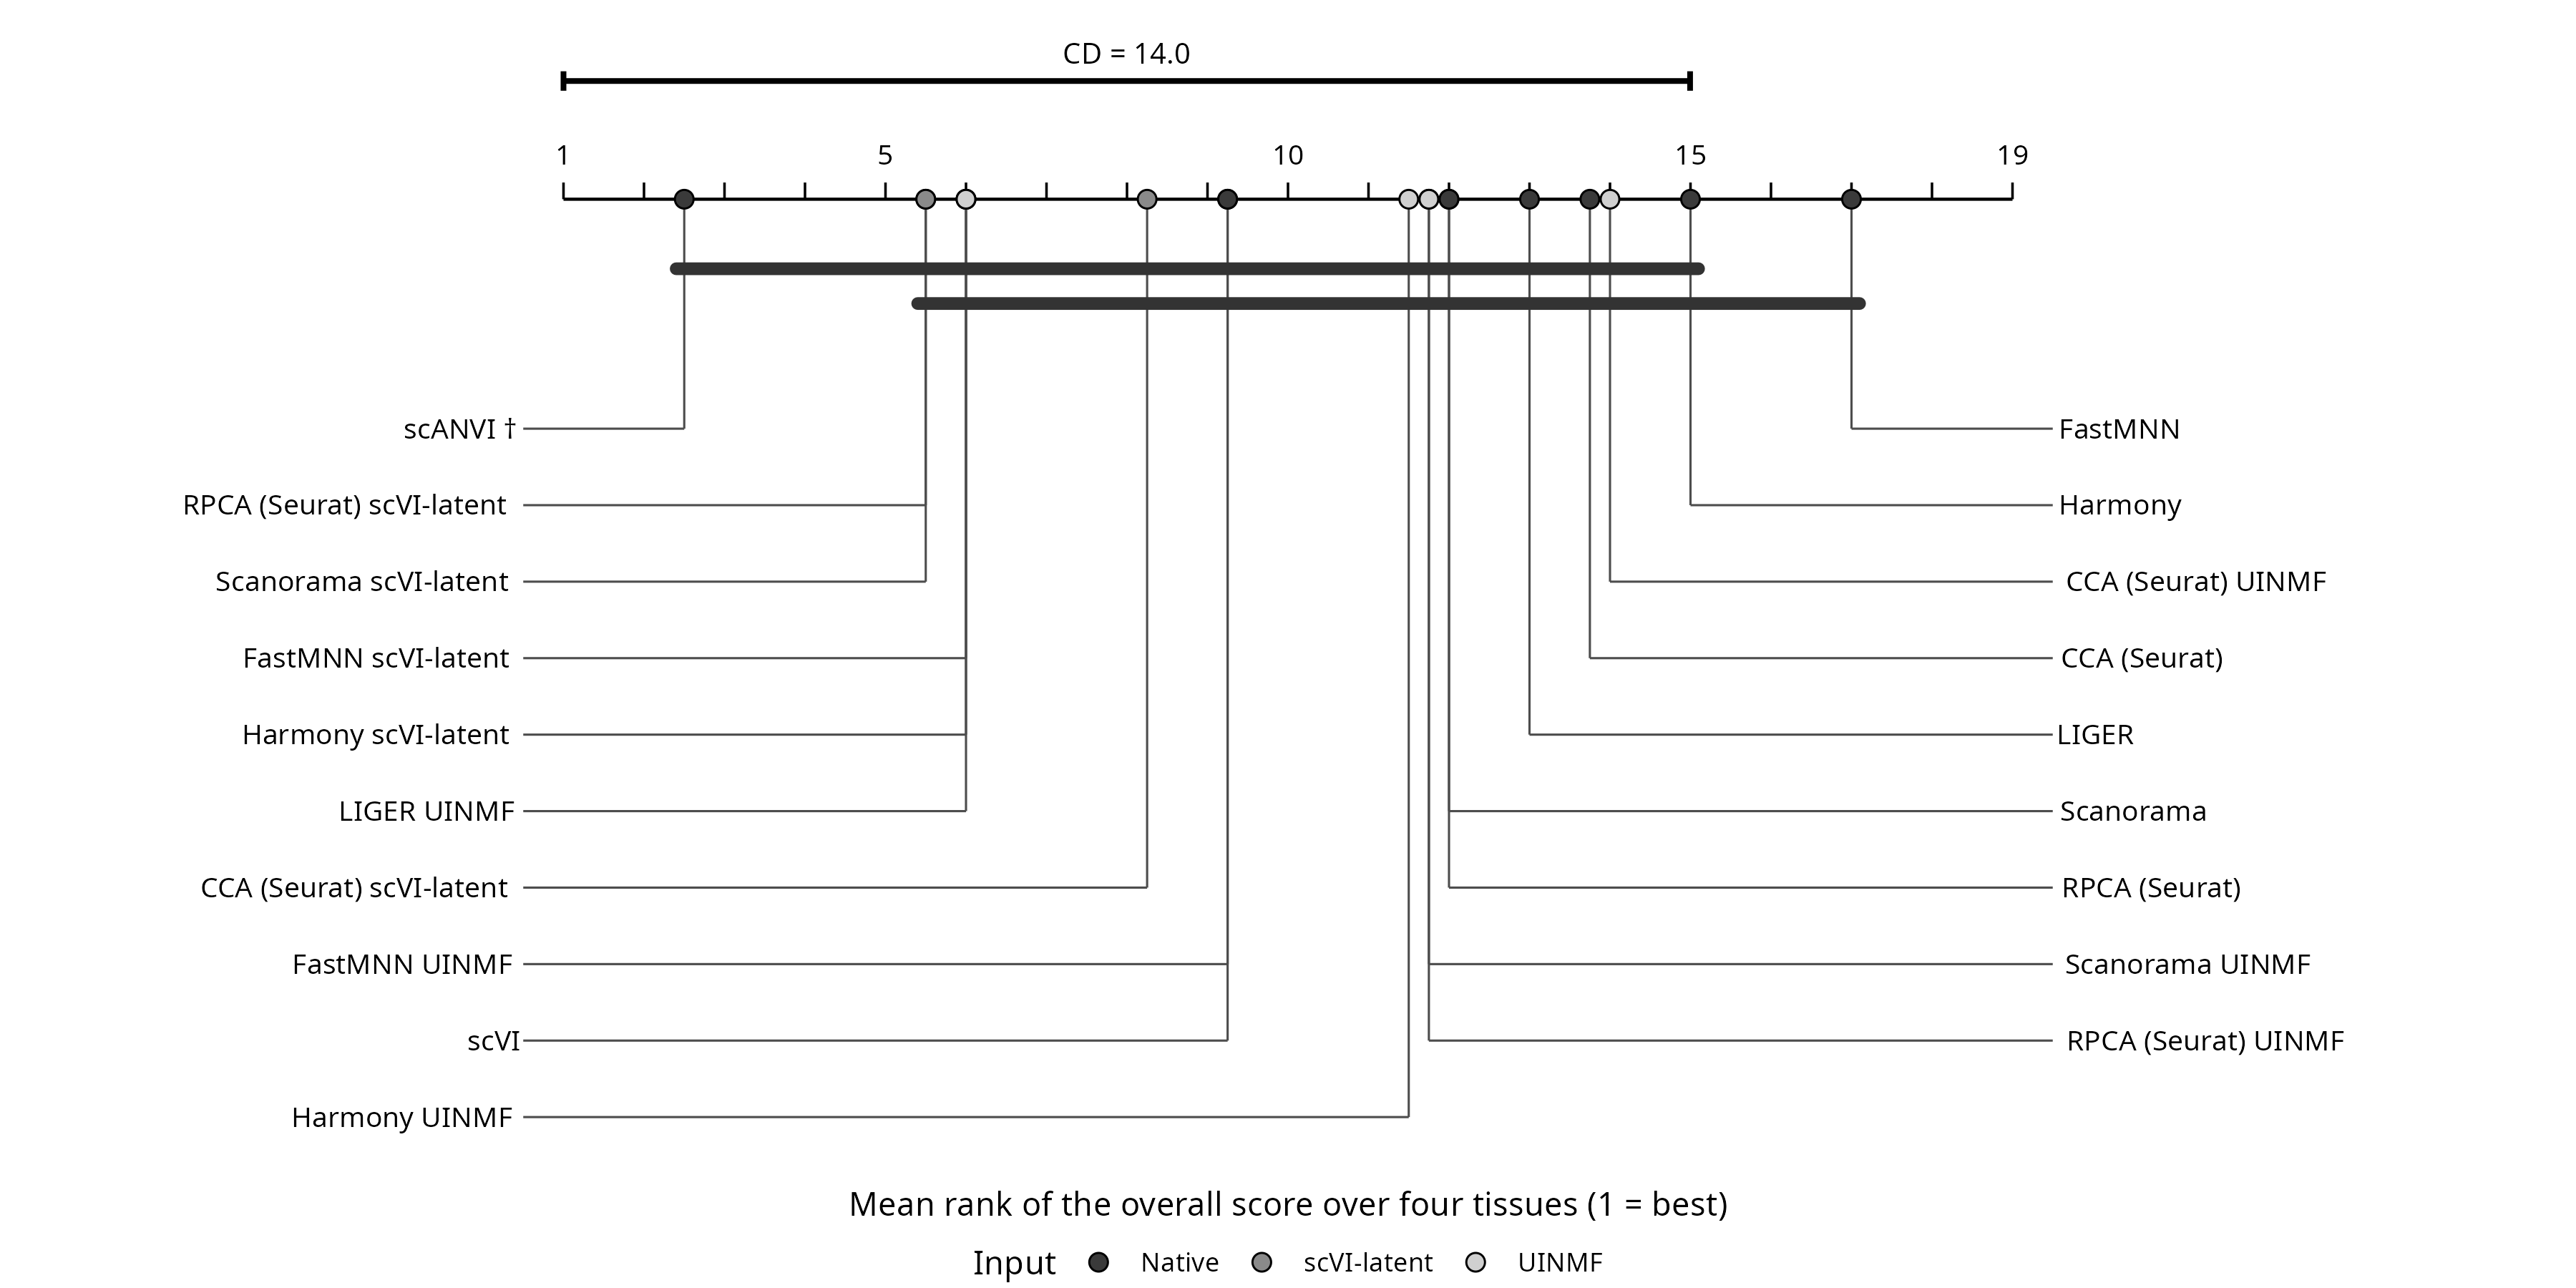 CD = 14.0
1 5 10 15 19
scANVI † FastMNN
RPCA (Seurat) scVI-latent Harmony
Scanorama scVI-latent CCA (Seurat) UINMF
FastMNN scVI-latent CCA (Seurat)
Harmony scVI-latent LIGER
LIGER UINMF Scanorama
CCA (Seurat) scVI-latent RPCA (Seurat)
FastMNN UINMF Scanorama UINMF
scVI RPCA (Seurat) UINMF
Harmony UINMF
Mean rank of the overall score over four tissues (1 = best)
Input Native scVI-latent UINMF